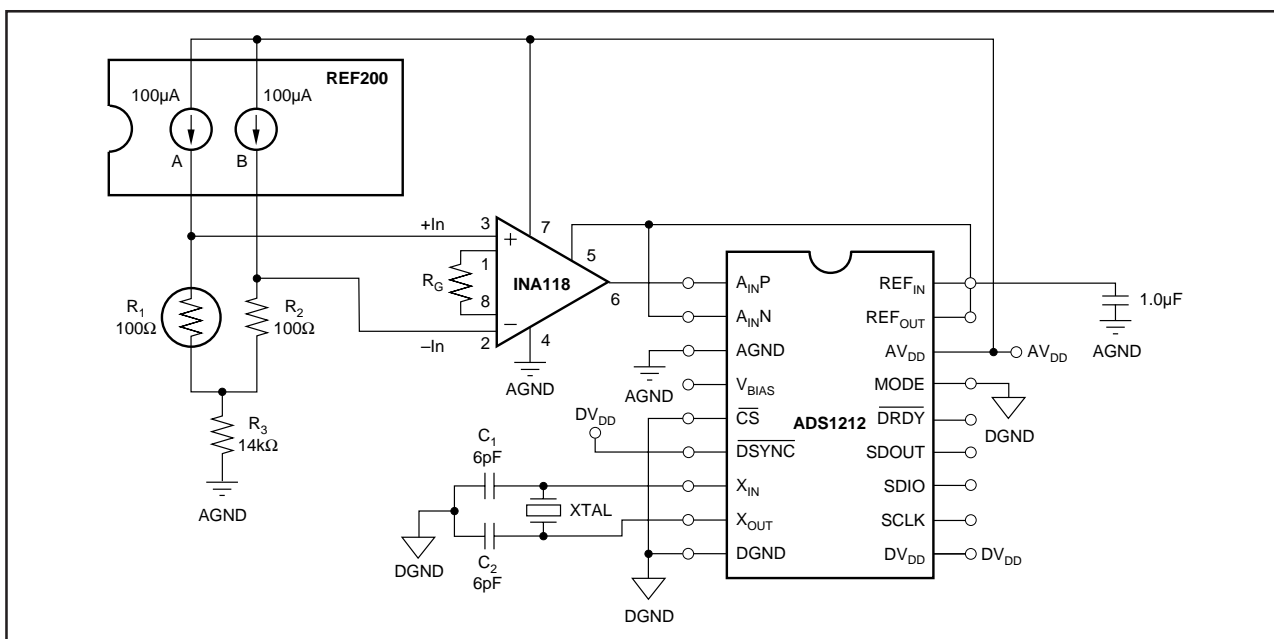 REF200
100µA
100µA
A
B
+In
3
7
5
1
R_G
INA118
6
8
–In
2
4
AGND
R₁
100Ω
R₂
100Ω
R₃
14kΩ
AGND
A_INP
A_INN
AGND
AGND
V_BIAS
CS
DV_DD
DSYNC
X_IN
X_OUT
DGND
DGND
ADS1212
REF_IN
REF_OUT
AV_DD
AV_DD
MODE
DGND
DRDY
SDOUT
SDIO
SCLK
DV_DD
DV_DD
1.0µF
AGND
C₁
6pF
XTAL
C₂
6pF
DGND